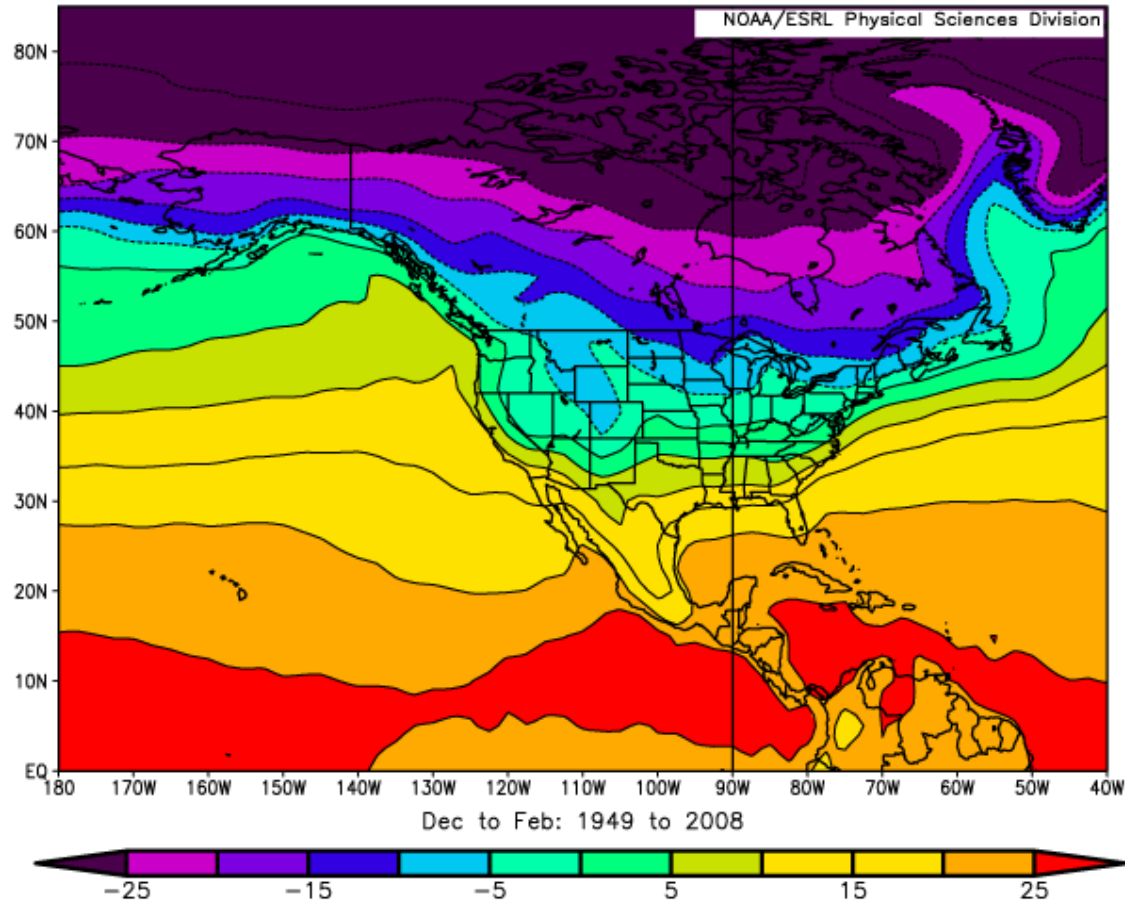 NOAA/ESRL Physical Sciences Division
80N
70N
60N
50N
40N
30N
20N
10N
EQ
180 170W 160W 150W 140W 130W 120W 110W 100W 90W 80W 70W 60W 50W 40W
Dec to Feb: 1949 to 2008
-25 -15 -5 5 15 25